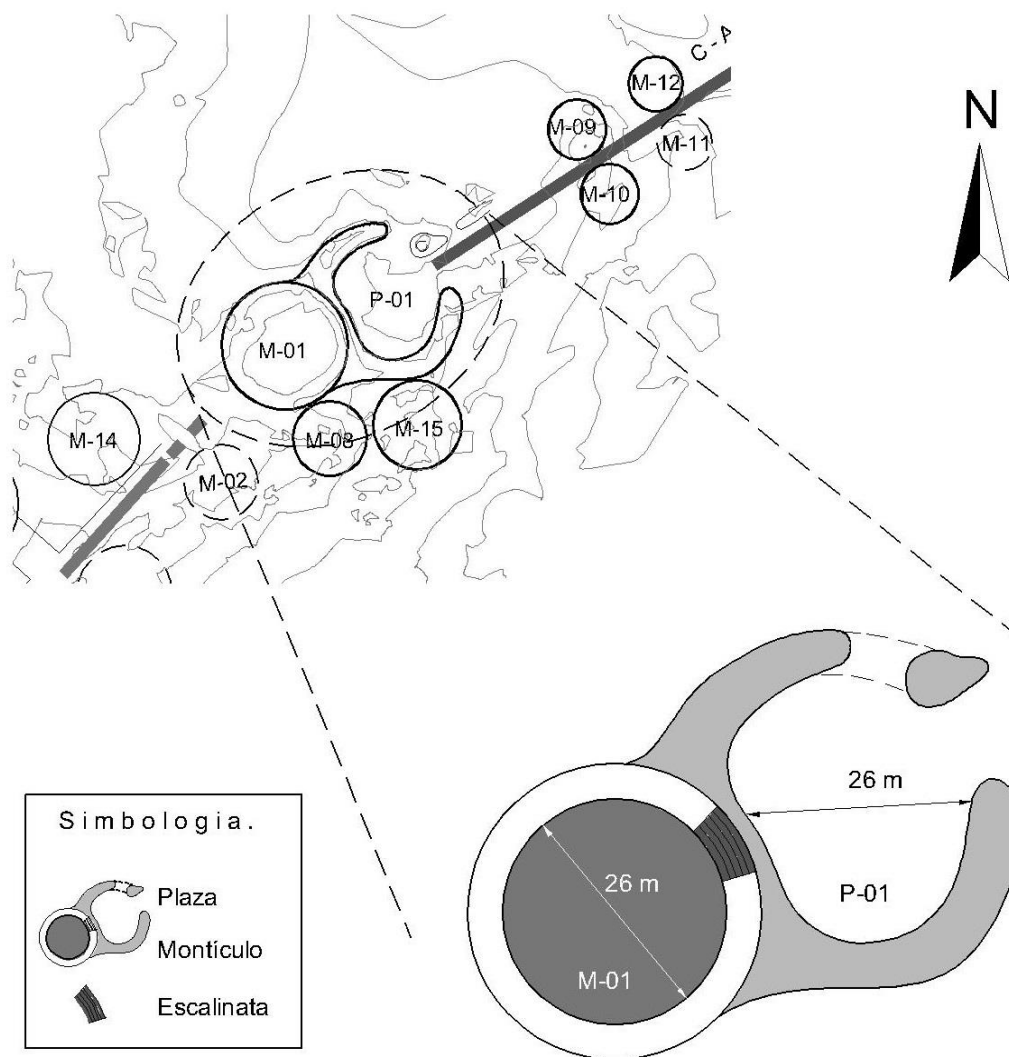 C-A
M-12
M-09
M-11
M-10
N
P-01
M-01
M-14
M-08
M-15
M-02
26 m
26 m
P-01
M-01
Simbologia.
Plaza
Montículo
Escalinata